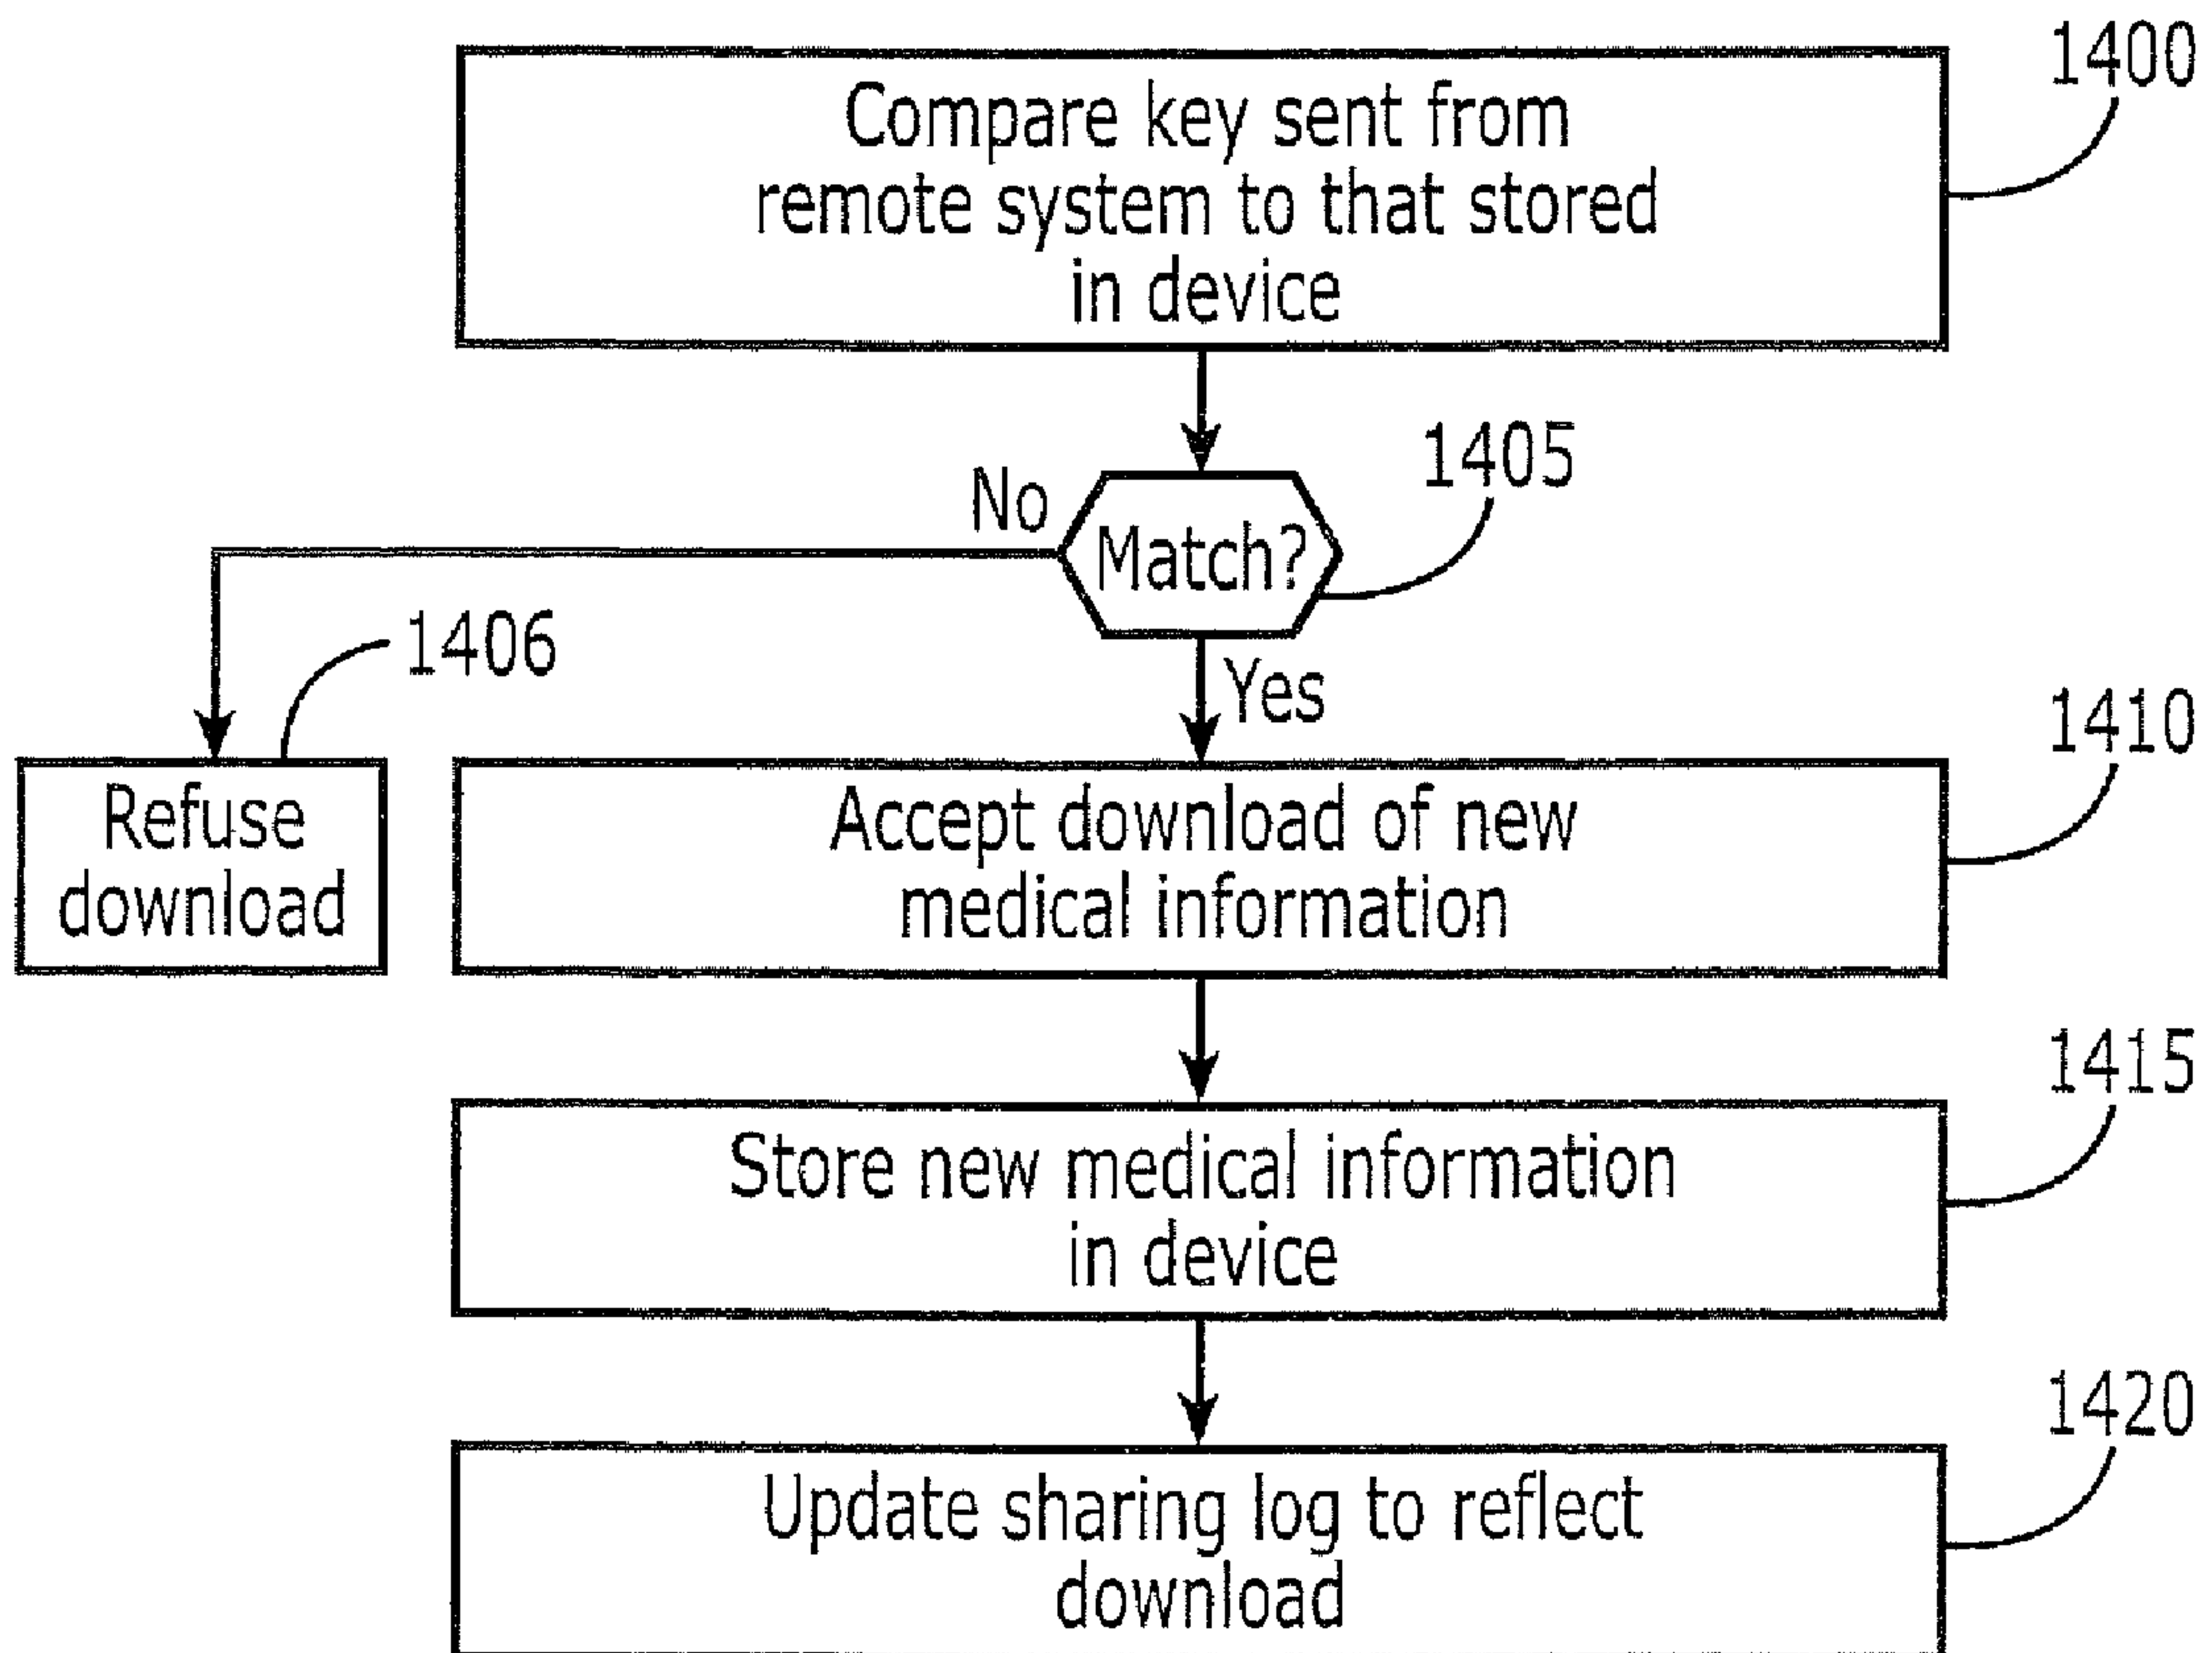 1400
Compare key sent from
remote system to that stored
in device
1405
No
Match?
1406
Yes
1410
Refuse
download
Accept download of new
medical information
1415
Store new medical information
in device
1420
Update sharing log to reflect
download